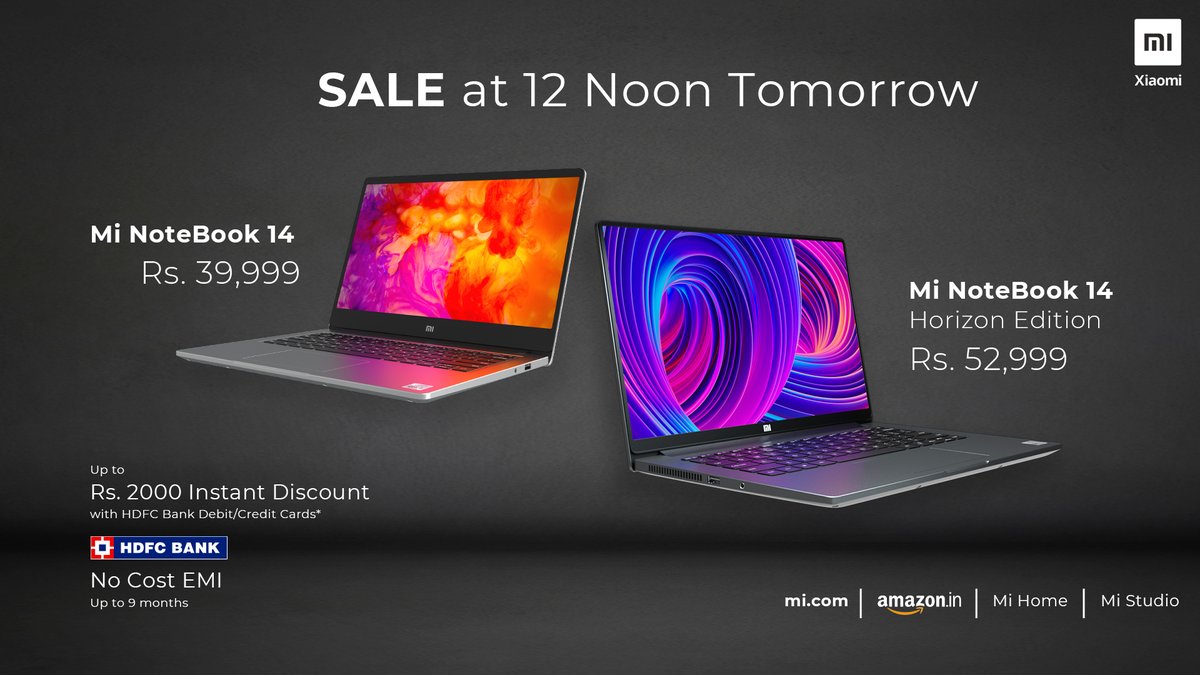 mi
Xiaomi
SALE at 12 Noon Tomorrow
Mi NoteBook 14
Rs. 39,999
mi
Mi NoteBook 14
Horizon Edition
Rs. 52,999
mi
Up to
Rs. 2000 Instant Discount
with HDFC Bank Debit/Credit Cards*
HDFC BANK
No Cost EMI
Up to 9 months
mi.com | amazon.in | Mi Home | Mi Studio